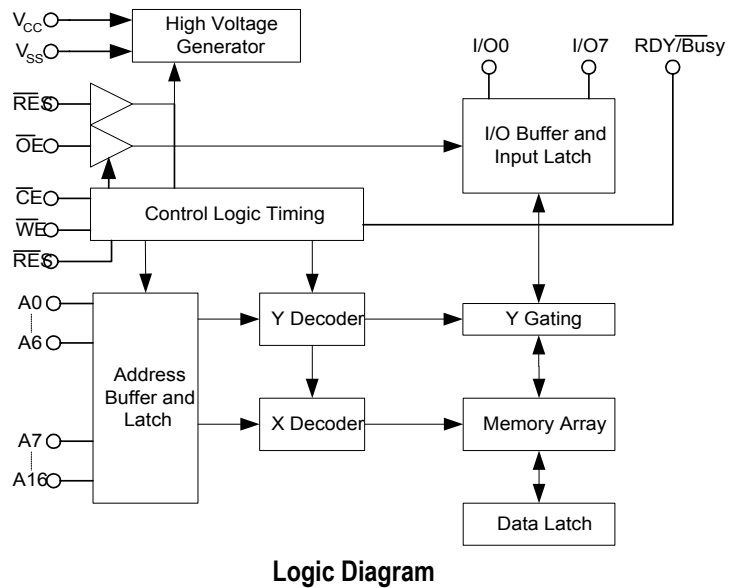 VCC
High Voltage
Generator
VSS
I/O0
I/O7
RDY/Busy
RES
OE
I/O Buffer and
Input Latch
CE
Control Logic Timing
WE
RES
A0
A6
Address
Buffer and
Latch
Y Decoder
Y Gating
X Decoder
Memory Array
A7
A16
Data Latch
Logic Diagram